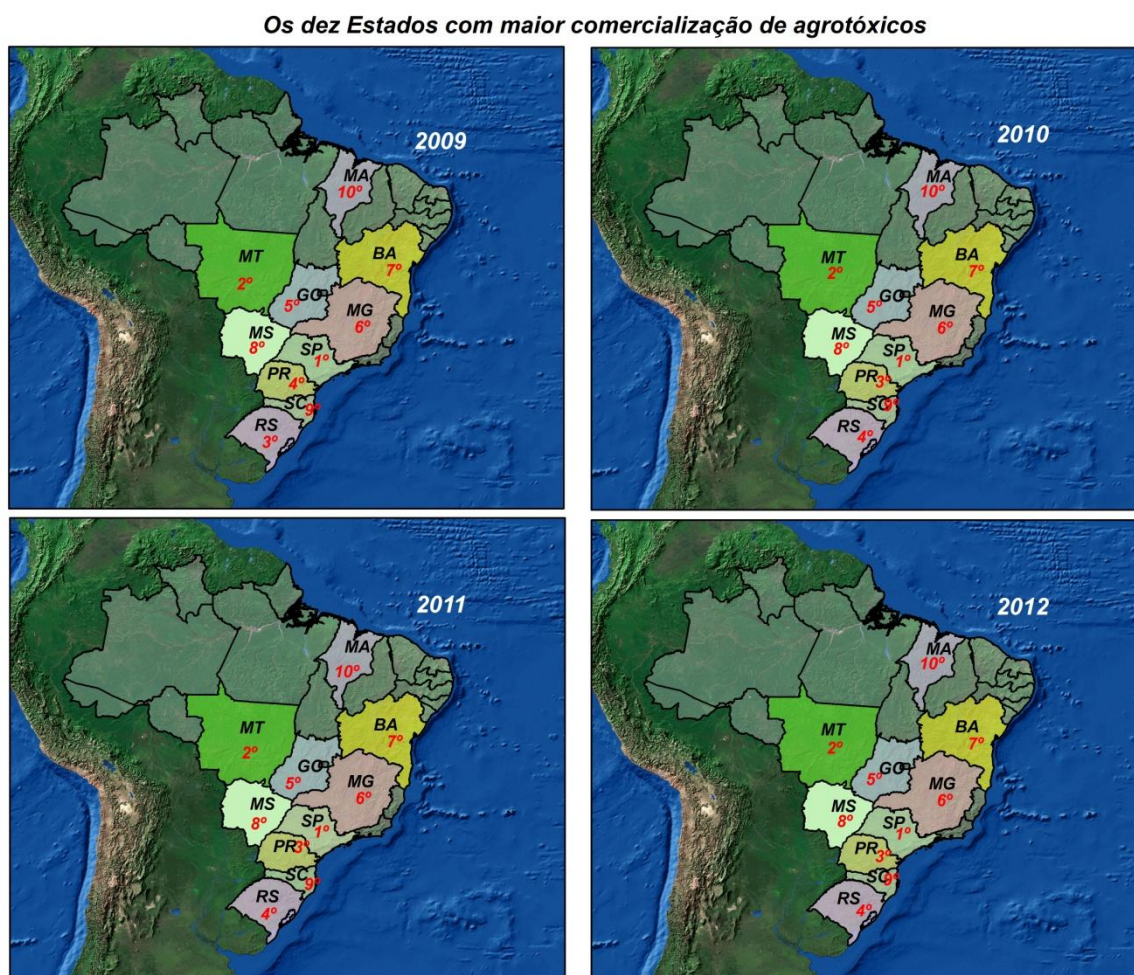 Os dez Estados com maior comercialização de agrotóxicos
2009
MA
10º
MT
2º
BA
7º
GO
5º
MG
6º
MS
8º
SP
1º
PR
4º
SC
9º
RS
3º
2010
MA
10º
MT
2º
BA
7º
GO
5º
MG
6º
MS
8º
SP
1º
PR
3º
SC
9º
RS
4º
2011
MA
10º
MT
2º
BA
7º
GO
5º
MG
6º
MS
8º
SP
1º
PR
3º
SC
9º
RS
4º
2012
MA
10º
MT
2º
BA
7º
GO
5º
MG
6º
MS
8º
SP
1º
PR
3º
SC
9º
RS
4º